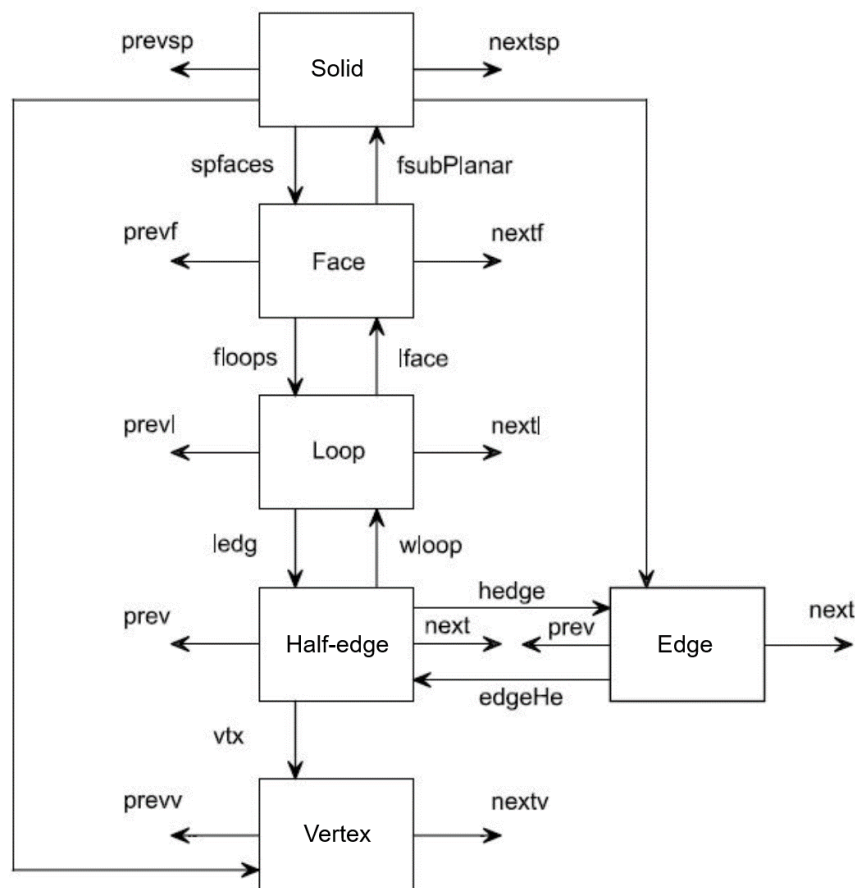 prevsp
Solid
nextsp
spfaces
fsubPlanar
prevf
Face
nextf
floops
lface
prevl
Loop
nextl
ledg
wloop
hedge
prev
Half-edge
next
prev
Edge
next
edgeHe
vtx
prevv
Vertex
nextv